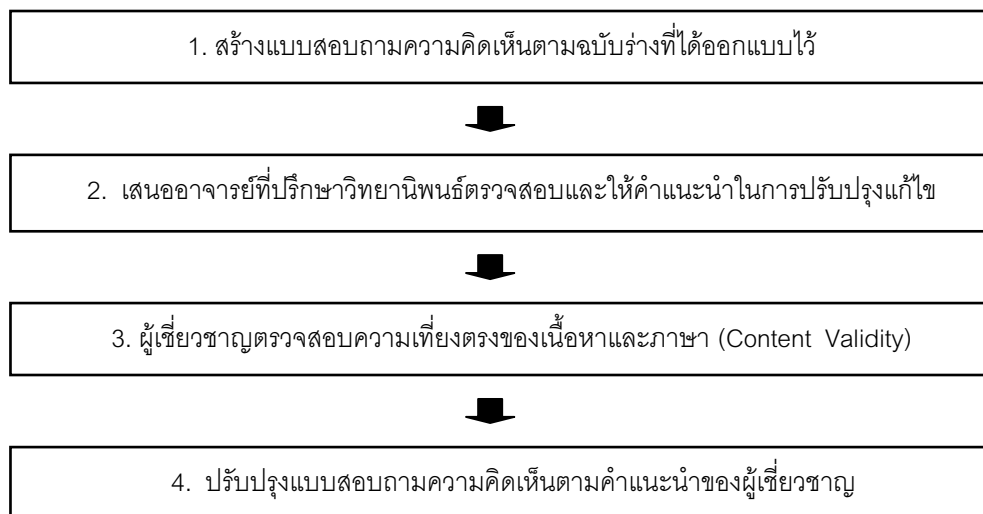 1. สร้างแบบสอบถามความคิดเห็นตามฉบับร่างที่ได้ออกแบบไว้
2. เสนออาจารย์ที่ปรึกษาวิทยานิพนธ์ตรวจสอบและให้คำแนะนำในการปรับปรุงแก้ไข
3. ผู้เชี่ยวชาญตรวจสอบความเที่ยงตรงของเนื้อหาและภาษา (Content Validity)
4. ปรับปรุงแบบสอบถามความคิดเห็นตามคำแนะนำของผู้เชี่ยวชาญ